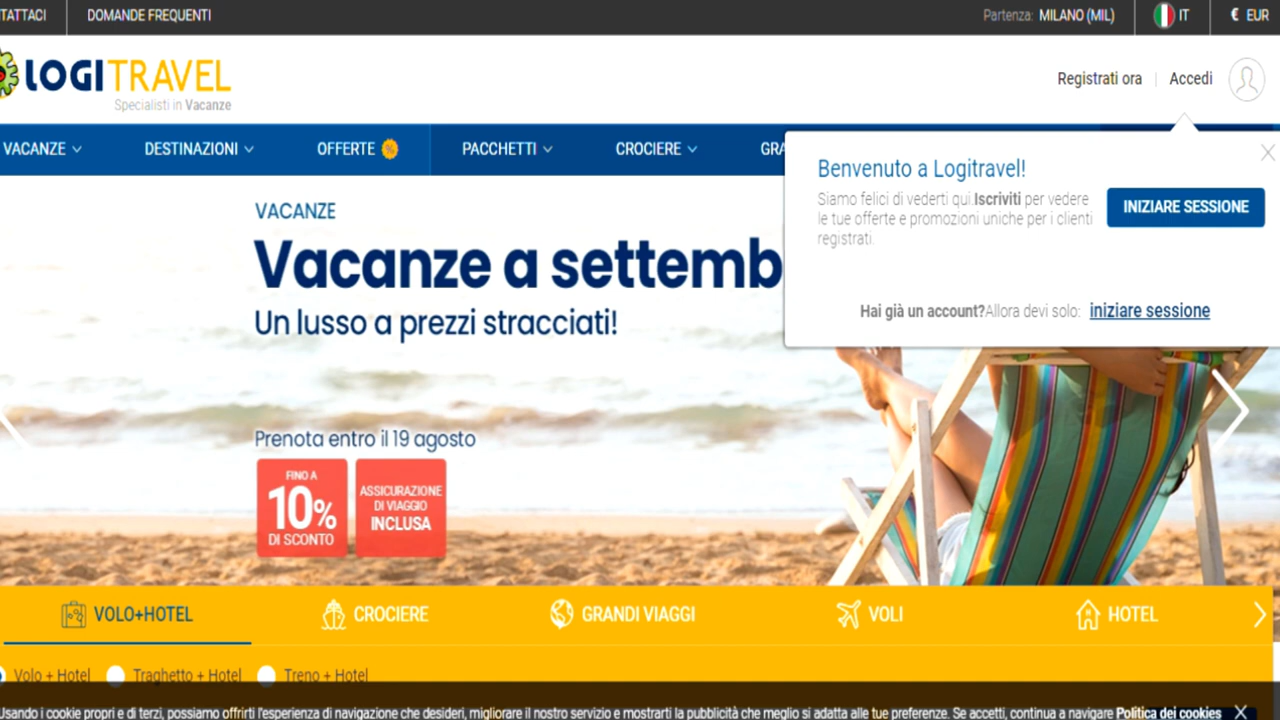 TATTACI
DOMANDE FREQUENTI
Partenza: MILANO (MIL)
IT
€ EUR
LOGITRAVEL
Specialisti in Vacanze
Registrati ora
Accedi
VACANZE
DESTINAZIONI
OFFERTE
PACCHETTI
CROCIERE
GRA
Benvenuto a Logitravel!
Siamo felici di vederti qui.Iscriviti per vedere
le tue offerte e promozioni uniche per i clienti
registrati.
INIZIARE SESSIONE
Hai già un account?Allora devi solo: iniziare sessione
VACANZE
Vacanze a settemb
Un lusso a prezzi stracciati!
Prenota entro il 19 agosto
FINO A
10%
DI SCONTO
ASSICURAZIONE
DI VIAGGIO
INCLUSA
VOLO+HOTEL
CROCIERE
GRANDI VIAGGI
VOLI
HOTEL
Volo + Hotel
Traghetto + Hotel
Treno + Hotel
Usando i cookie propri e di terzi, possiamo offrirti l'esperienza di navigazione che desideri, migliorare il nostro servizio e mostrarti la pubblicità che meglio si adatta alle tue preferenze. Se accetti, continua a navigare Politica dei cookies